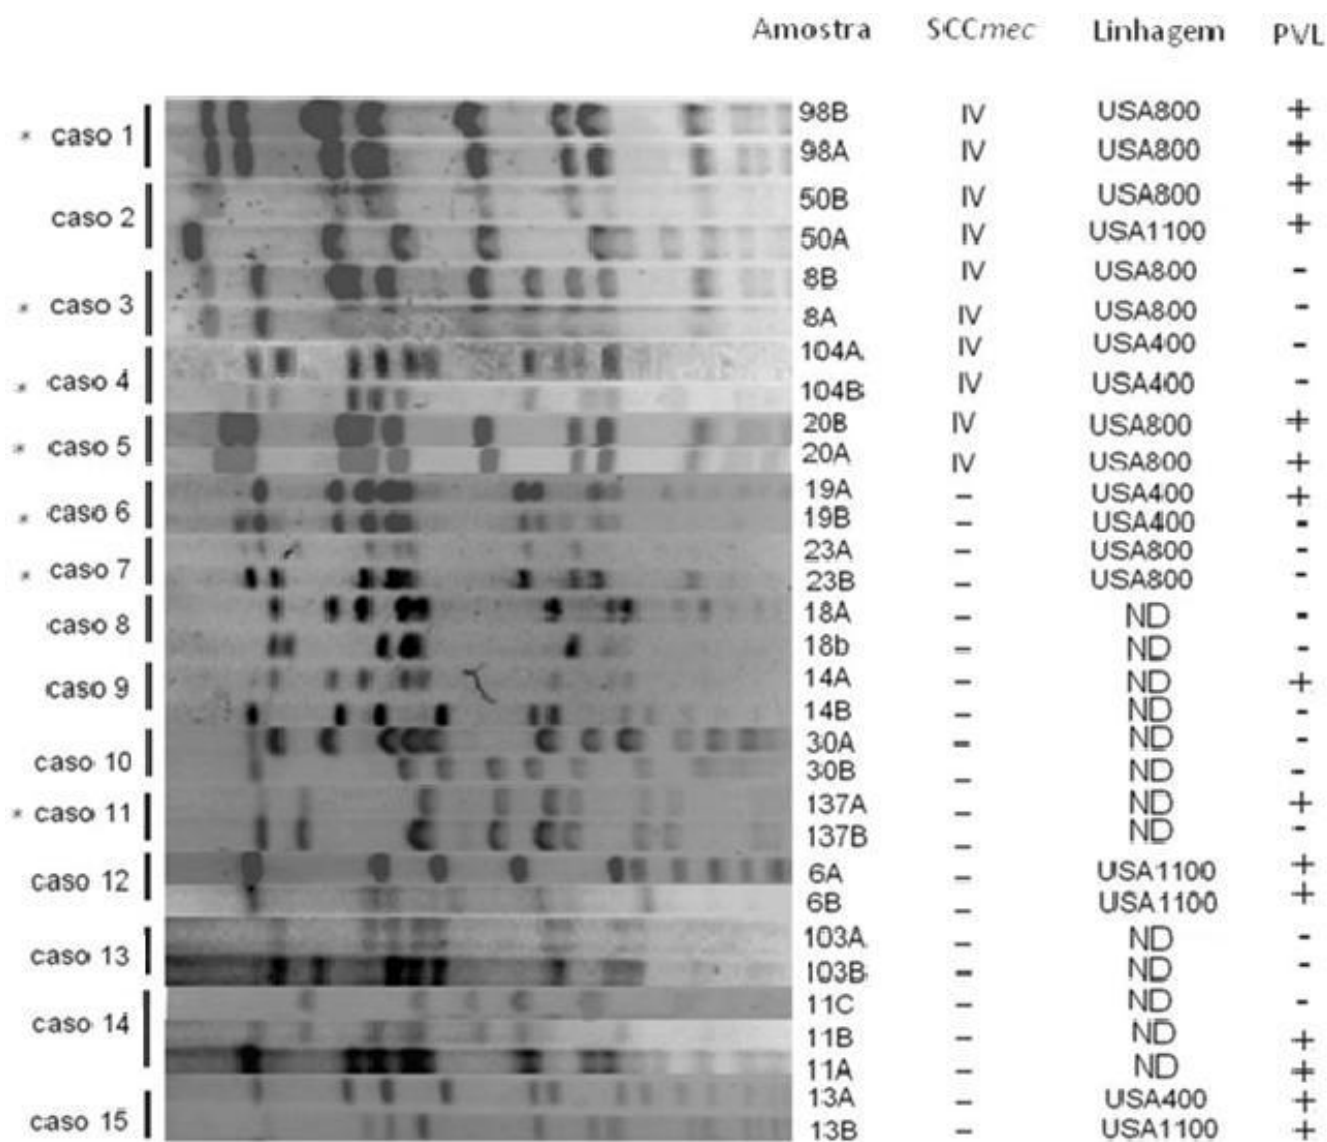 Amostra SCCmec Linhagem PVL
* caso 1
98B IV USA800 +
98A IV USA800 +
caso 2
50B IV USA800 +
50A IV USA1100 +
* caso 3
8B IV USA800 -
8A IV USA800 -
* caso 4
104A IV USA400 -
104B IV USA400 -
* caso 5
20B IV USA800 +
20A IV USA800 +
* caso 6
19A - USA400 +
19B - USA400 -
* caso 7
23A - USA800 -
23B - USA800 -
caso 8
18A - ND -
18b - ND -
caso 9
14A - ND +
14B - ND -
caso 10
30A - ND -
30B - ND -
* caso 11
137A - ND +
137B - ND -
caso 12
6A - USA1100 +
6B - USA1100 +
caso 13
103A - ND -
103B - ND -
caso 14
11C - ND -
11B - ND +
11A - ND +
caso 15
13A - USA400 +
13B - USA1100 +